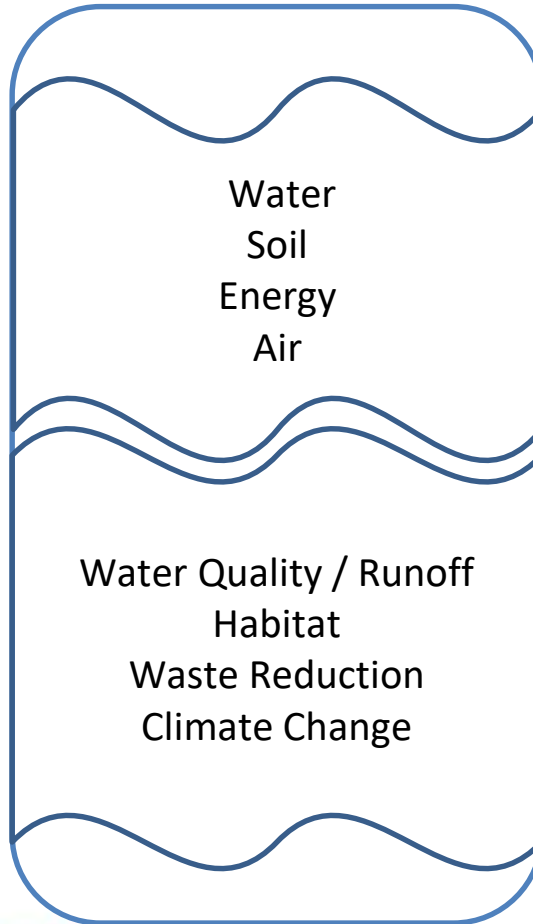 Water
Soil
Energy
Air
Water Quality / Runoff
Habitat
Waste Reduction
Climate Change